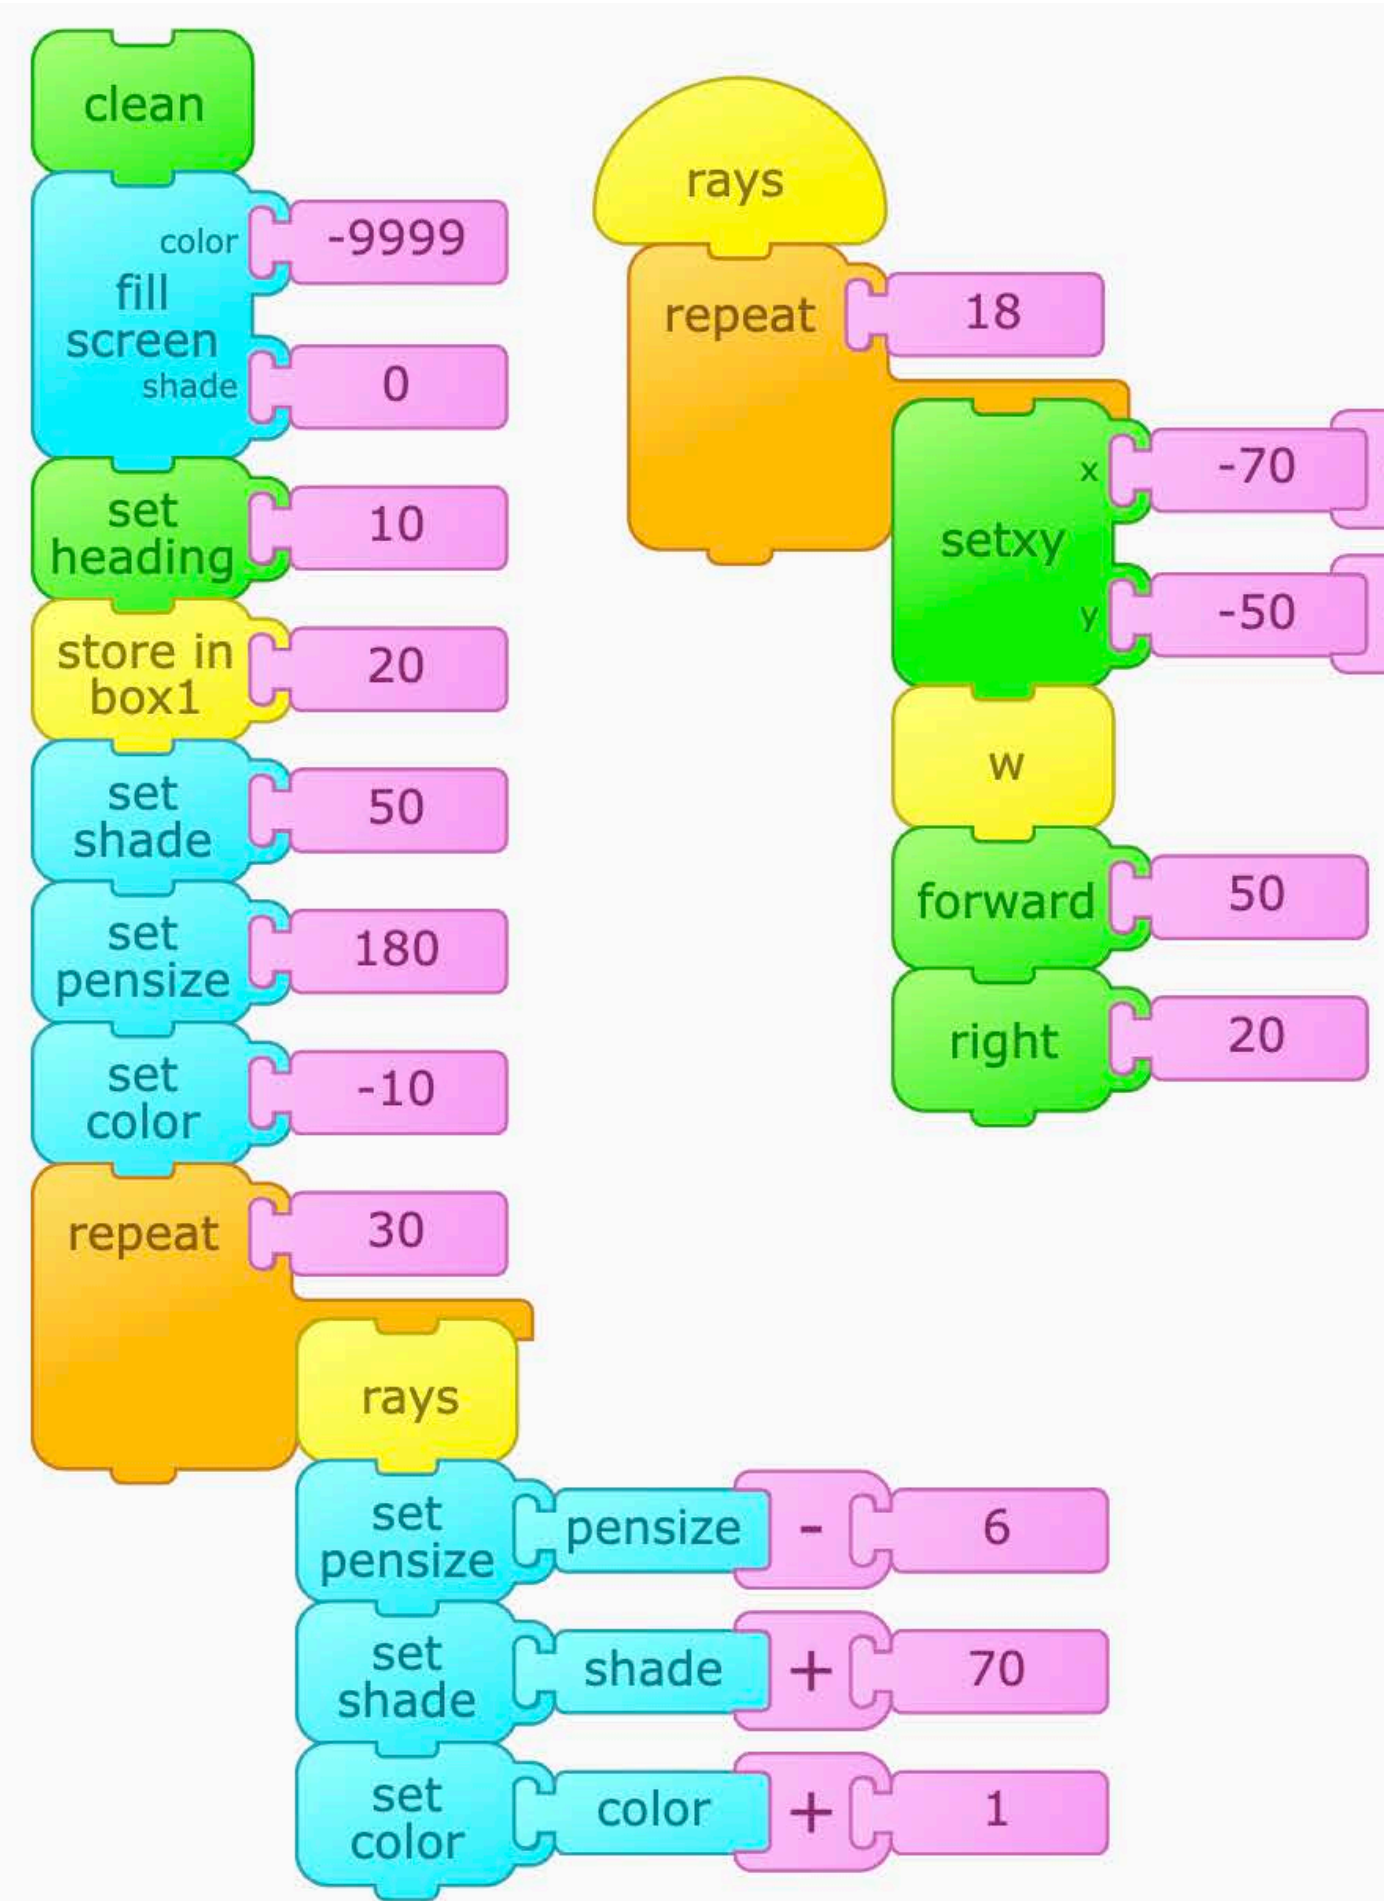 clean
color -9999
fill
screen
shade 0
set
heading 10
store in
box1 20
set
shade 50
set
pensize 180
set
color -10
repeat 30
rays
set
pensize pensize - 6
set
shade shade + 70
set
color color + 1
rays
repeat 18
x -70
setxy
y -50
w
forward 50
right 20